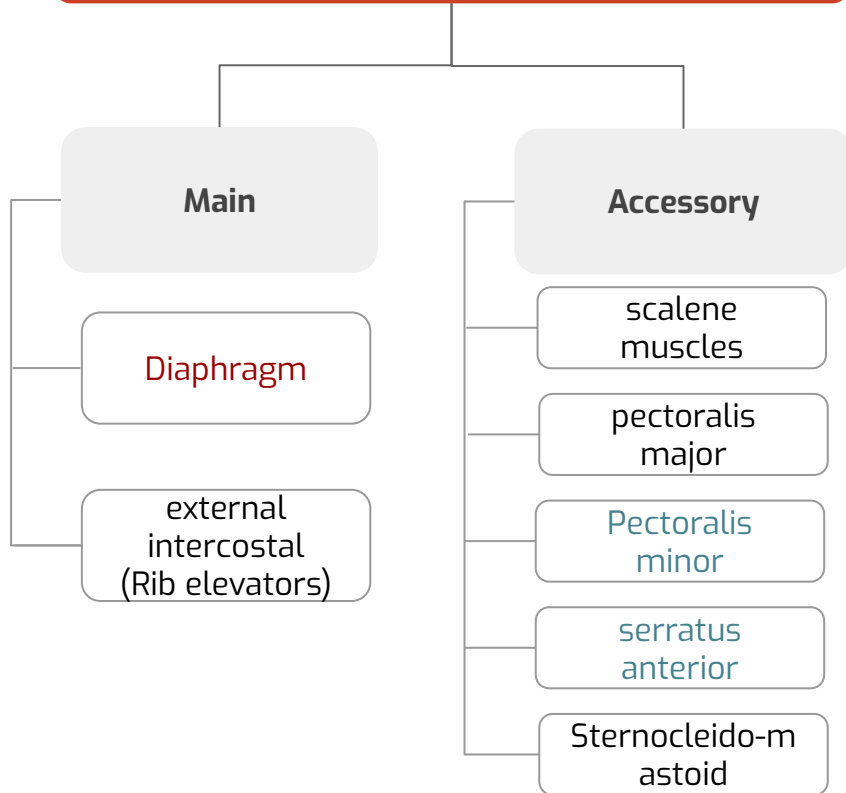 Main
Diaphragm
external
intercostal
(Rib elevators)
Accessory
scalene
muscles
pectoralis
major
Pectoralis
minor
serratus
anterior
Sternocleido-m
astoid